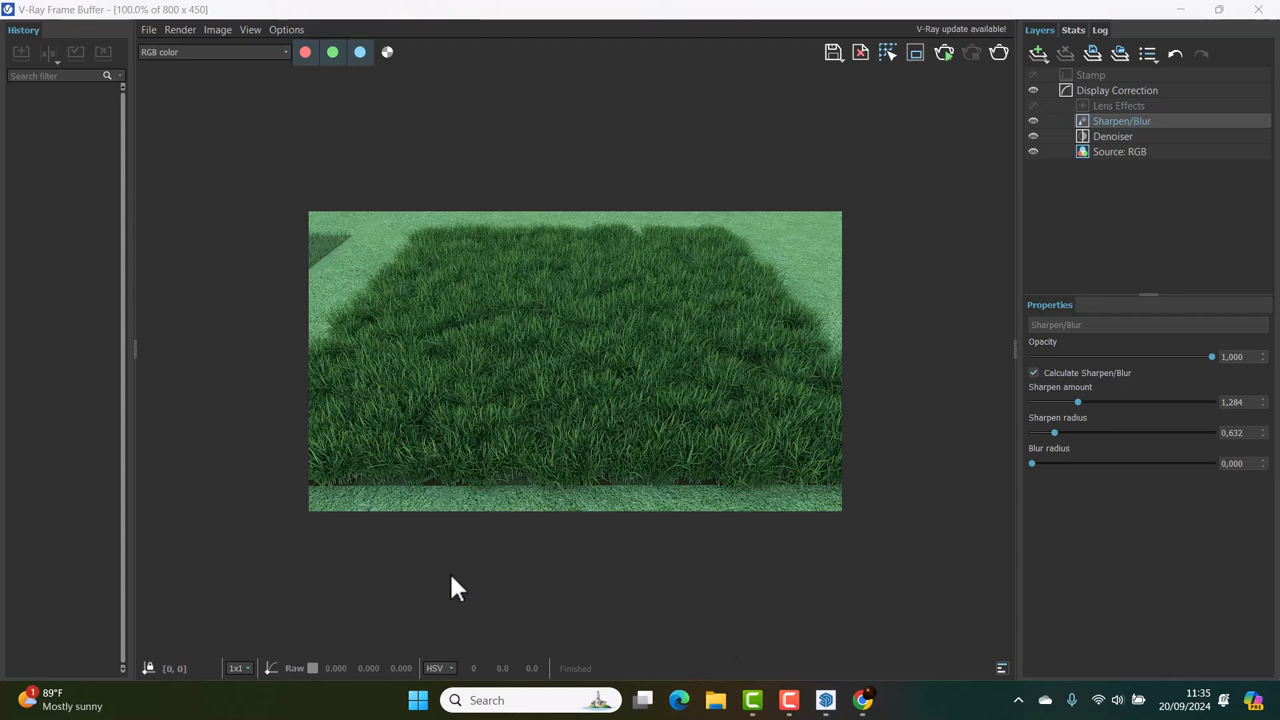 V-Ray Frame Buffer - [100.0% of 800 x 450]
History
File Render Image View Options
V-Ray update available!
Layers Stats Log
RGB color
Search filter
Stamp
Display Correction
Lens Effects
Sharpen/Blur
Denoiser
Source: RGB
Properties
Sharpen/Blur
Opacity
1,000
Calculate Sharpen/Blur
Sharpen amount
1,284
Sharpen radius
0,632
Blur radius
0,000
[0, 0]
1x1
Raw
0.000 0.000 0.000
HSV
0 0.0 0.0
Finished
1
89°F
Mostly sunny
Search
11:35
20/09/2024
PRE